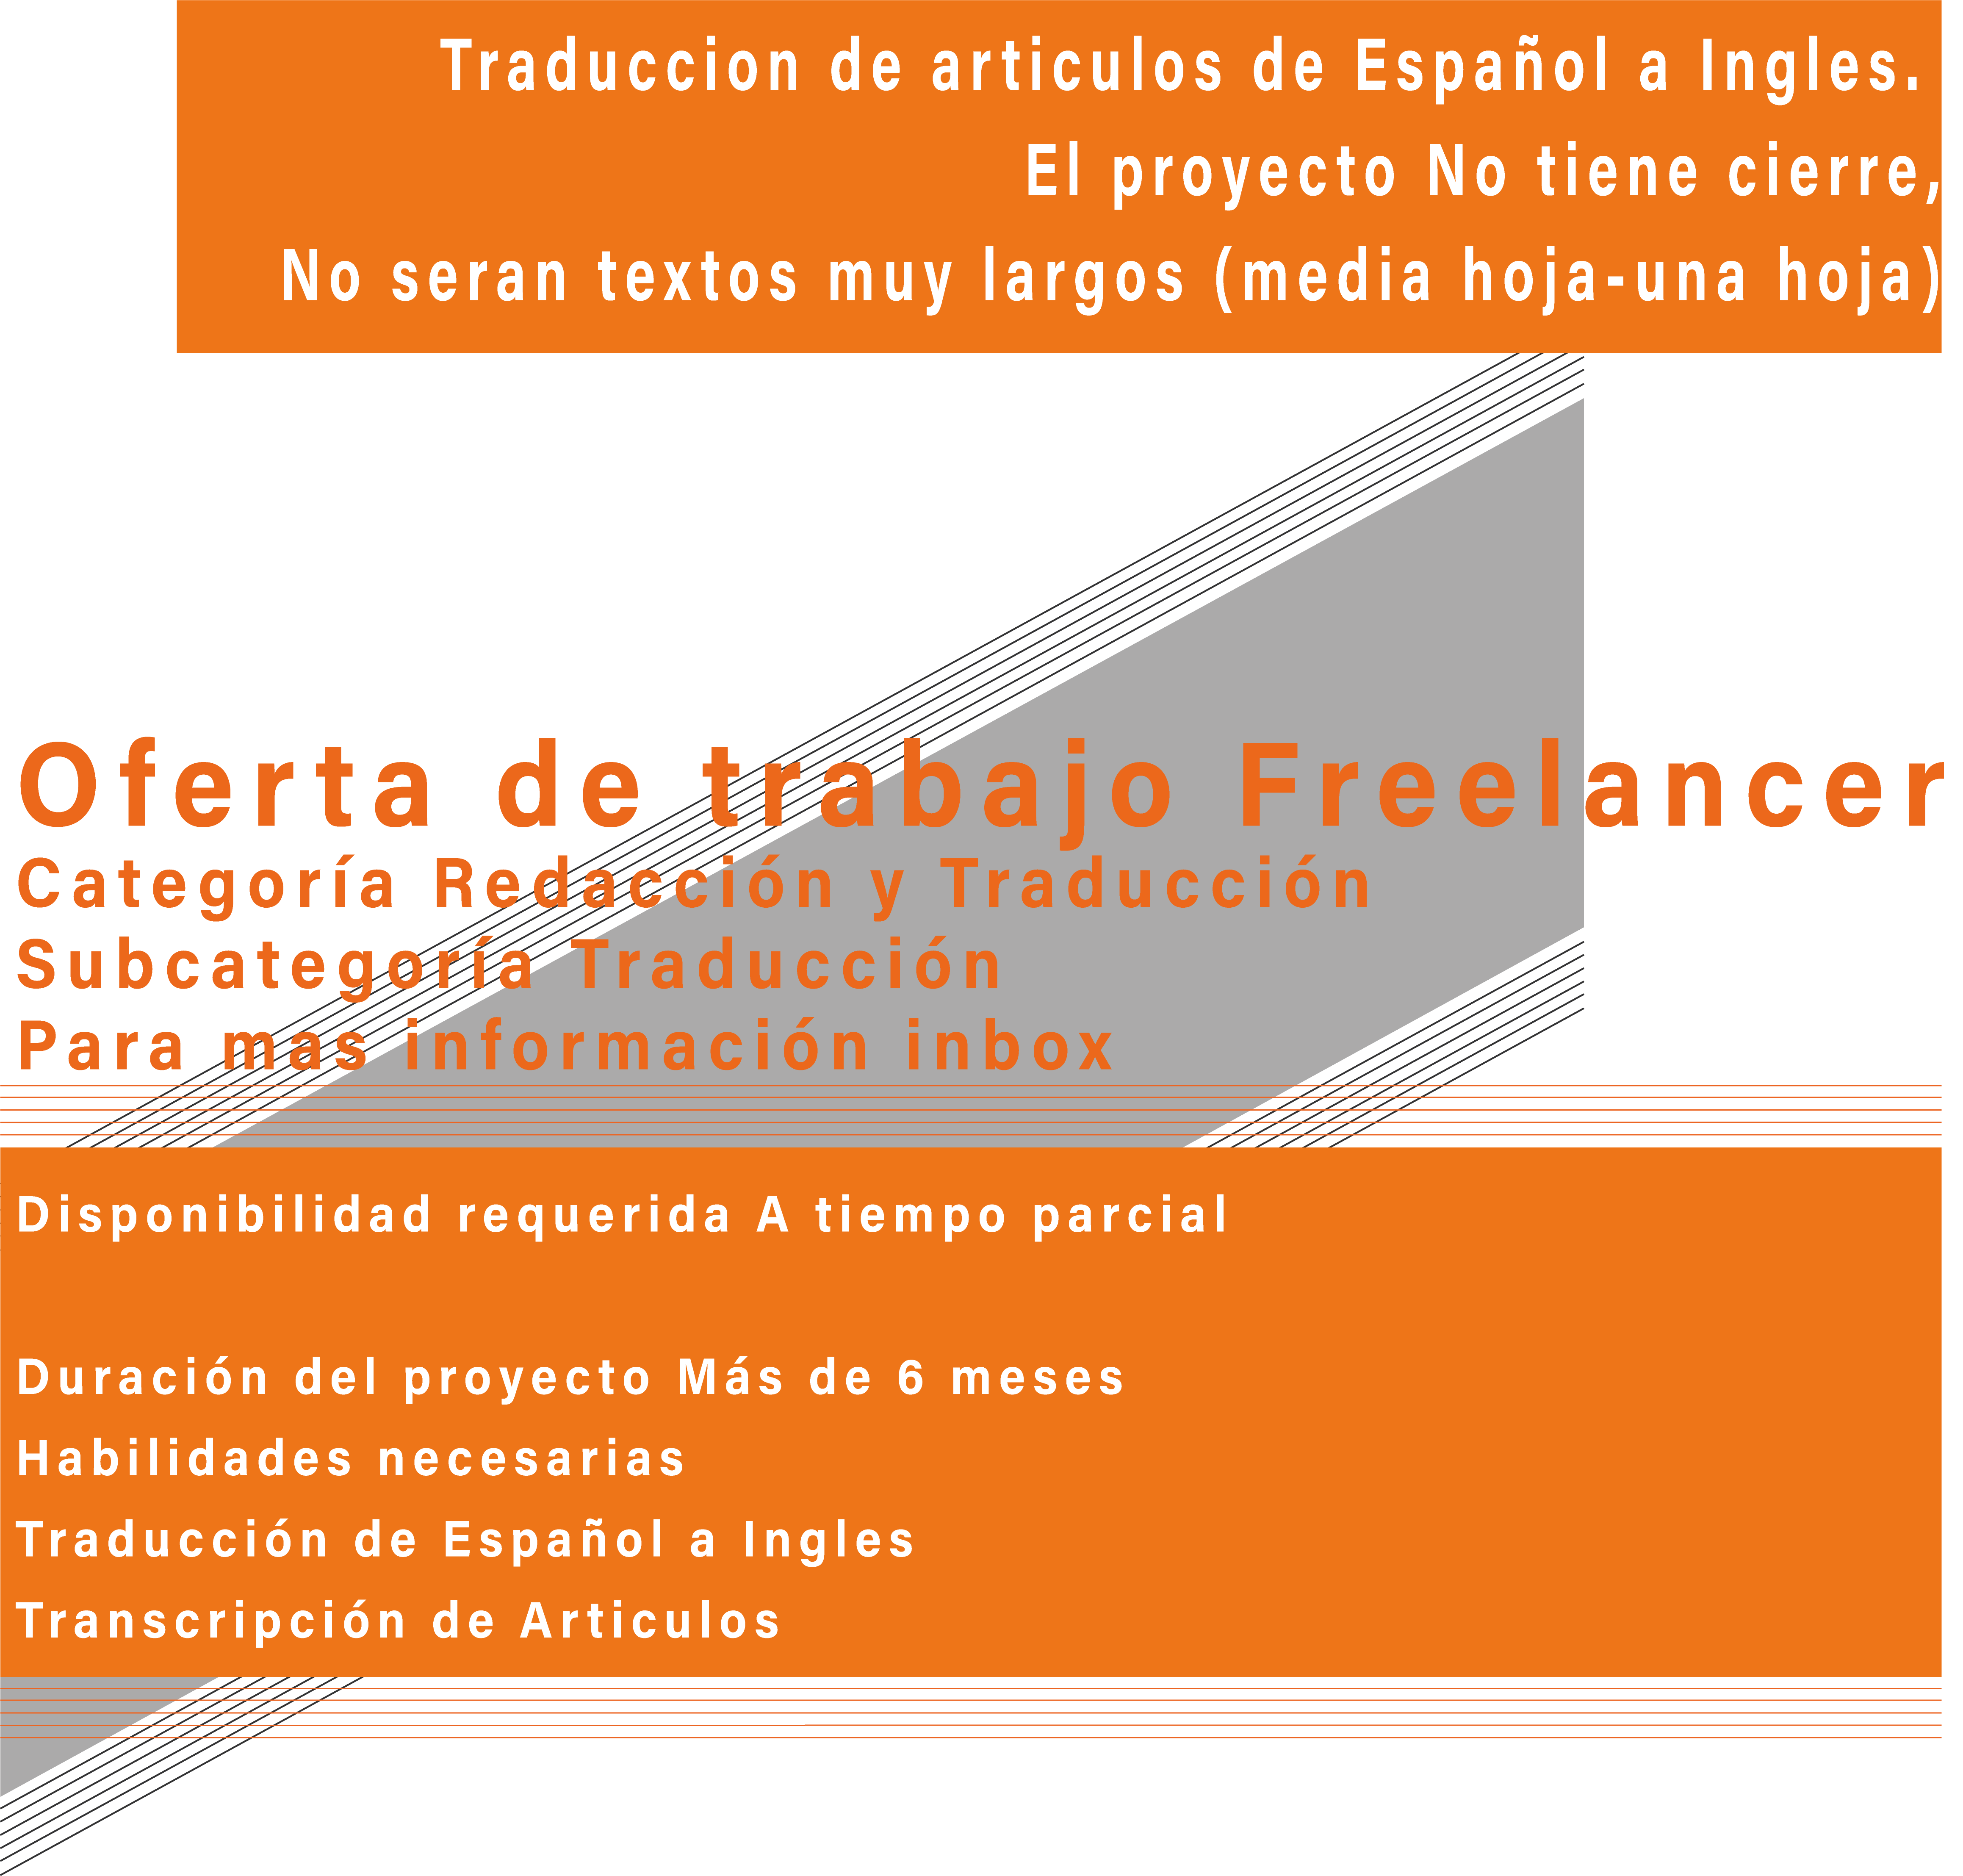 Traduccion de articulos de Español a Ingles.
El proyecto No tiene cierre,
No seran textos muy largos (media hoja-una hoja)
Oferta de trabajo Freelancer
Categoría Redacción y Traducción
Subcategoría Traducción
Para mas información inbox
Disponibilidad requerida A tiempo parcial
Duración del proyecto Más de 6 meses
Habilidades necesarias
Traducción de Español a Ingles
Transcripción de Articulos